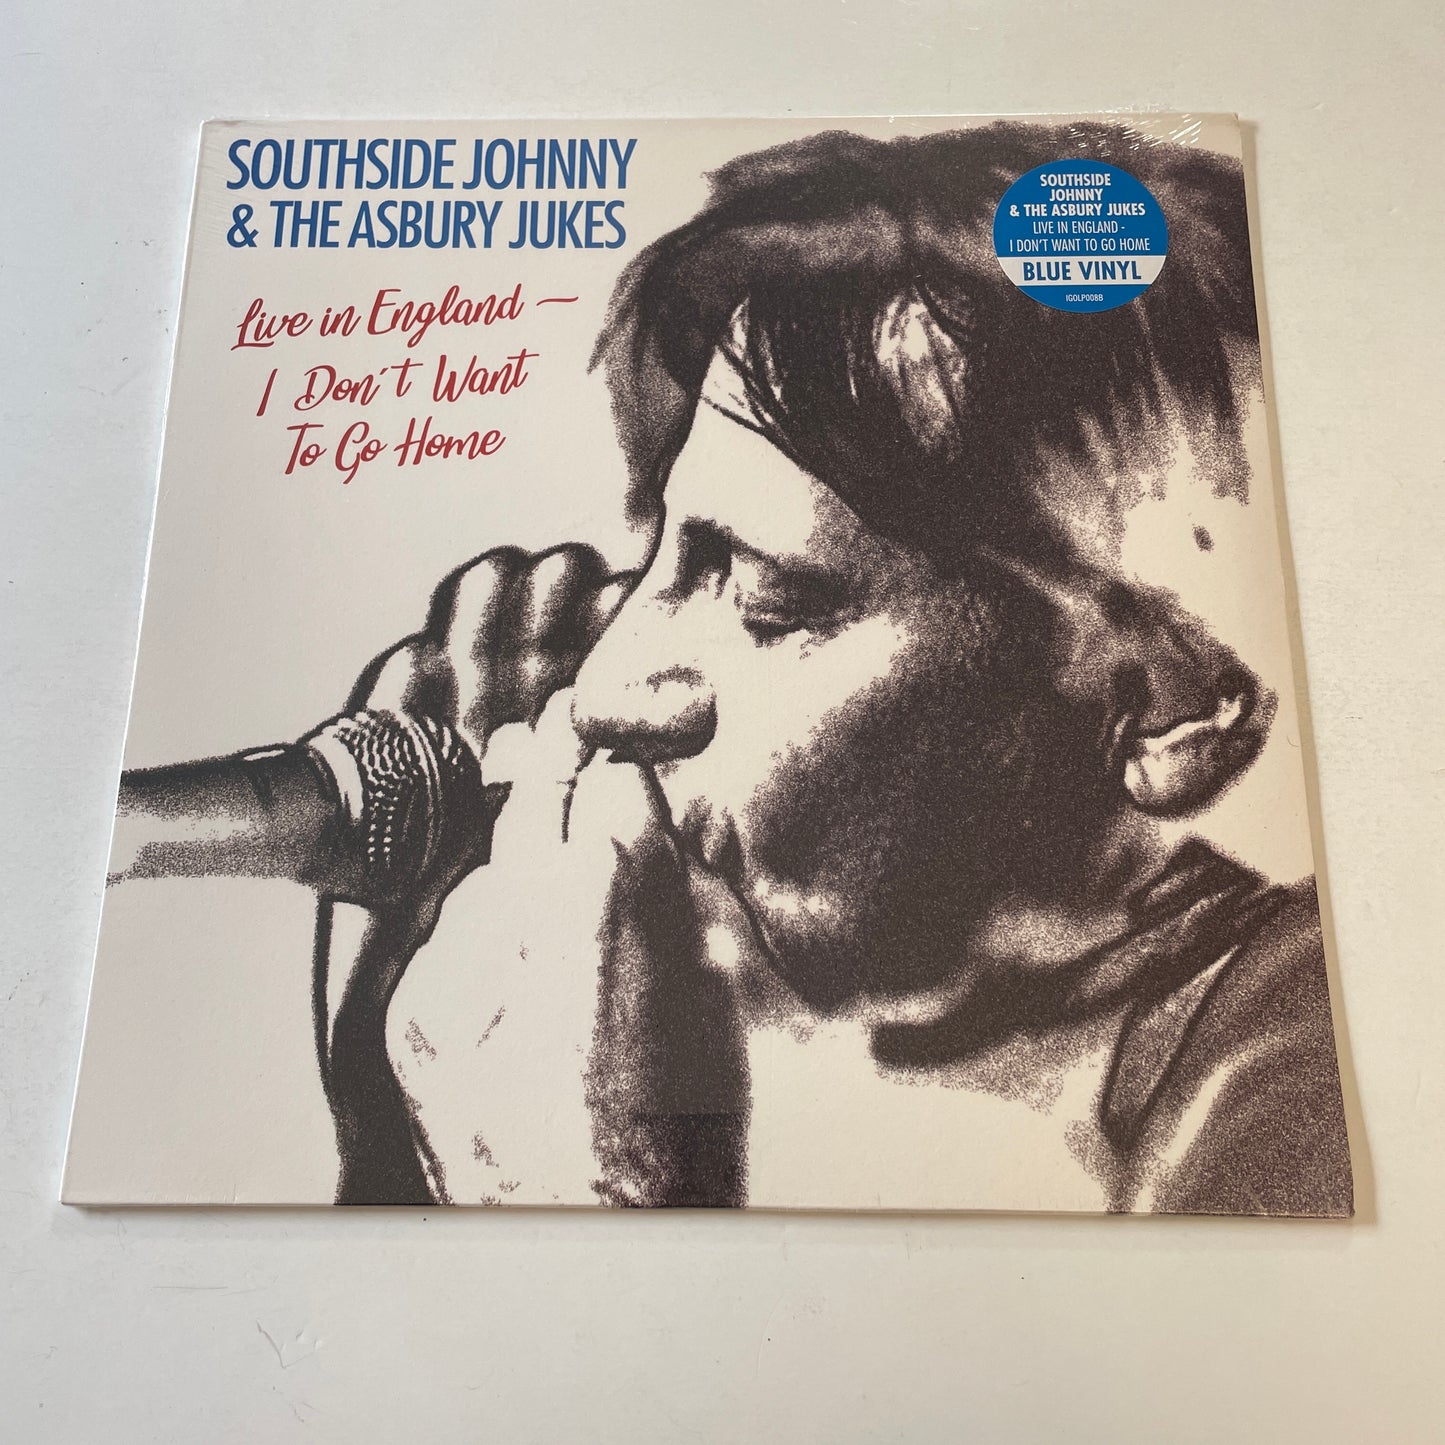 SOUTHSIDE JOHNNY
& THE ASBURY JUKES
Live in England –
I Don't Want
To Go Home
SOUTHSIDE
JOHNNY
& THE ASBURY JUKES
LIVE IN ENGLAND -
I DON'T WANT TO GO HOME
BLUE VINYL
IGOLP008B